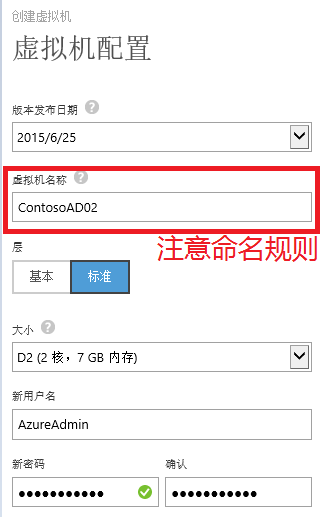 创建虚拟机
虚拟机配置
版本发布日期 ?
2015/6/25
虚拟机名称 ?
ContosoAD02
注意命名规则
层
基本 标准
大小 ?
D2 (2 核，7 GB 内存)
新用户名
AzureAdmin
新密码 确认
●●●●●●●●●●● ●●●●●●●●●●●